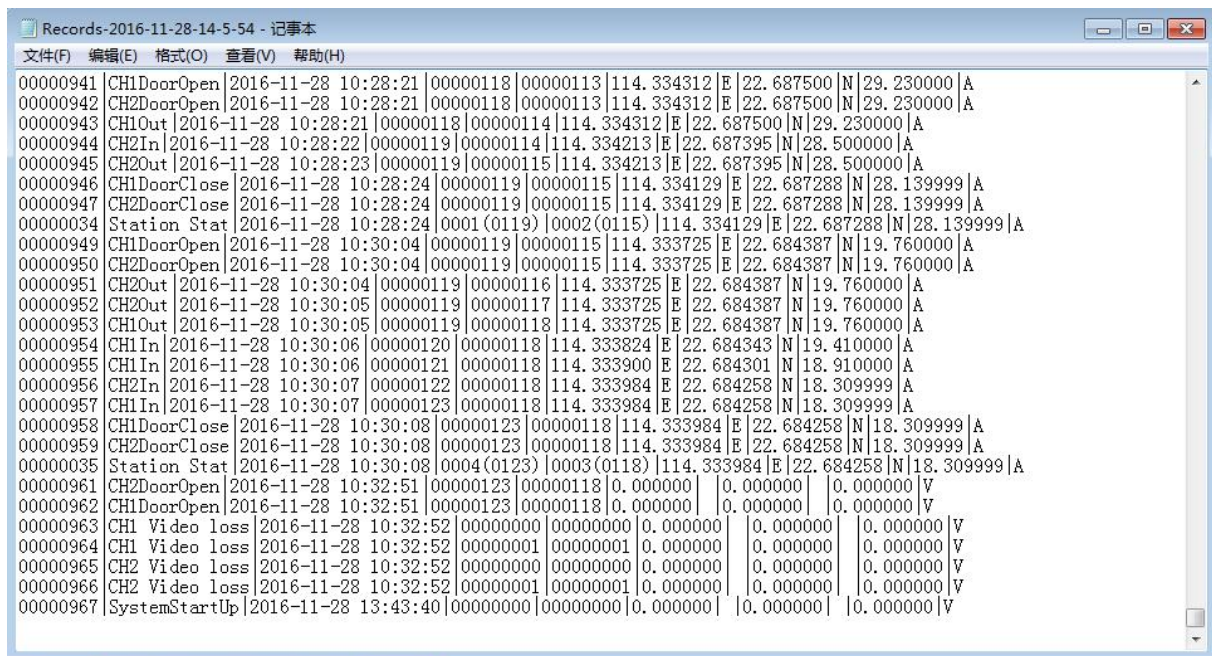 Records-2016-11-28-14-5-54 - 记事本
文件(F) 编辑(E) 格式(O) 查看(V) 帮助(H)
00000941|CH1DoorOpen|2016-11-28 10:28:21|00000118|00000113|114.334312|E|22.687500|N|29.230000|A
00000942|CH2DoorOpen|2016-11-28 10:28:21|00000118|00000113|114.334312|E|22.687500|N|29.230000|A
00000943|CH1Out|2016-11-28 10:28:21|00000118|00000114|114.334312|E|22.687500|N|29.230000|A
00000944|CH2In|2016-11-28 10:28:22|00000119|00000114|114.334213|E|22.687395|N|28.500000|A
00000945|CH2Out|2016-11-28 10:28:23|00000119|00000115|114.334213|E|22.687395|N|28.500000|A
00000946|CH1DoorClose|2016-11-28 10:28:24|00000119|00000115|114.334129|E|22.687288|N|28.139999|A
00000947|CH2DoorClose|2016-11-28 10:28:24|00000119|00000115|114.334129|E|22.687288|N|28.139999|A
00000034|Station Stat|2016-11-28 10:28:24|0001(0119)|0002(0115)|114.334129|E|22.687288|N|28.139999|A
00000949|CH1DoorOpen|2016-11-28 10:30:04|00000119|00000115|114.333725|E|22.684387|N|19.760000|A
00000950|CH2DoorOpen|2016-11-28 10:30:04|00000119|00000115|114.333725|E|22.684387|N|19.760000|A
00000951|CH2Out|2016-11-28 10:30:04|00000119|00000116|114.333725|E|22.684387|N|19.760000|A
00000952|CH2Out|2016-11-28 10:30:05|00000119|00000117|114.333725|E|22.684387|N|19.760000|A
00000953|CH1Out|2016-11-28 10:30:05|00000119|00000118|114.333725|E|22.684387|N|19.760000|A
00000954|CH1In|2016-11-28 10:30:06|00000120|00000118|114.333824|E|22.684343|N|19.410000|A
00000955|CH1In|2016-11-28 10:30:06|00000121|00000118|114.333900|E|22.684301|N|18.910000|A
00000956|CH2In|2016-11-28 10:30:07|00000122|00000118|114.333984|E|22.684258|N|18.309999|A
00000957|CH1In|2016-11-28 10:30:07|00000123|00000118|114.333984|E|22.684258|N|18.309999|A
00000958|CH1DoorClose|2016-11-28 10:30:08|00000123|00000118|114.333984|E|22.684258|N|18.309999|A
00000959|CH2DoorClose|2016-11-28 10:30:08|00000123|00000118|114.333984|E|22.684258|N|18.309999|A
00000035|Station Stat|2016-11-28 10:30:08|0004(0123)|0003(0118)|114.333984|E|22.684258|N|18.309999|A
00000961|CH2DoorOpen|2016-11-28 10:32:51|00000123|00000118|0.000000| |0.000000| |0.000000|V
00000962|CH1DoorOpen|2016-11-28 10:32:51|00000123|00000118|0.000000| |0.000000| |0.000000|V
00000963|CH1 Video loss|2016-11-28 10:32:52|00000000|00000000|0.000000| |0.000000| |0.000000|V
00000964|CH1 Video loss|2016-11-28 10:32:52|00000001|00000001|0.000000| |0.000000| |0.000000|V
00000965|CH2 Video loss|2016-11-28 10:32:52|00000000|00000000|0.000000| |0.000000| |0.000000|V
00000966|CH2 Video loss|2016-11-28 10:32:52|00000001|00000001|0.000000| |0.000000| |0.000000|V
00000967|SystemStartUp|2016-11-28 13:43:40|00000000|00000000|0.000000| |0.000000| |0.000000|V